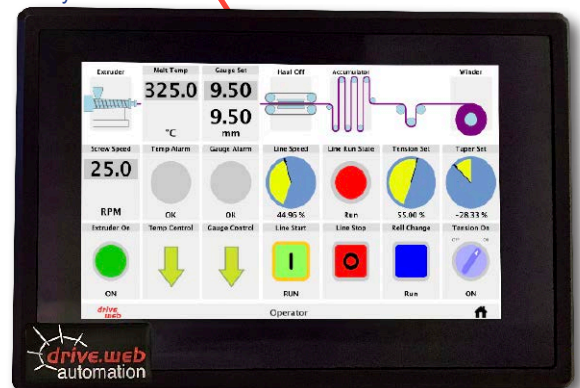 Extruder Melt Temp Gauge Set Haul Off Accumulator Winder
325.0 9.50
9.50
°C mm
Screw Speed Temp Alarm Gauge Alarm Line Speed Line Run State Tension Set Taper Set
25.0
RPM OK OK 44.96 % Run 55.00 % -28.33 %
Extruder On Temp Control Gauge Control Line Start Line Stop Roll Change Tension On
ON RUN Run ON
drive.web Operator
drive.web
automation